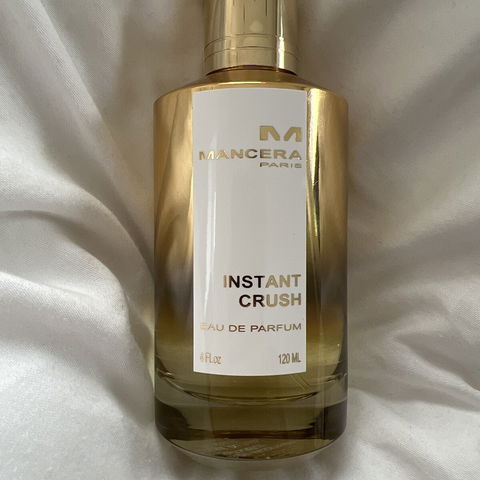 MANCERA
PARIS
INSTANT
CRUSH
EAU DE PARFUM
4 Fl.oz 120 ML